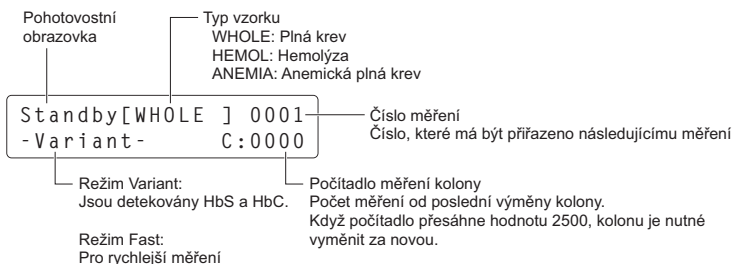 Pohotovostní
obrazovka
Typ vzorku
WHOLE: Plná krev
HEMOL: Hemolýza
ANEMIA: Anemická plná krev
Standby[WHOLE ] 0001
-Variant- C:0000
Číslo měření
Číslo, které má být přiřazeno následujícímu měření
Režim Variant:
Jsou detekovány HbS a HbC.
Režim Fast:
Pro rychlejší měření
Počítadlo měření kolony
Počet měření od poslední výměny kolony.
Když počítadlo přesáhne hodnotu 2500, kolonu je nutné
vyměnit za novou.